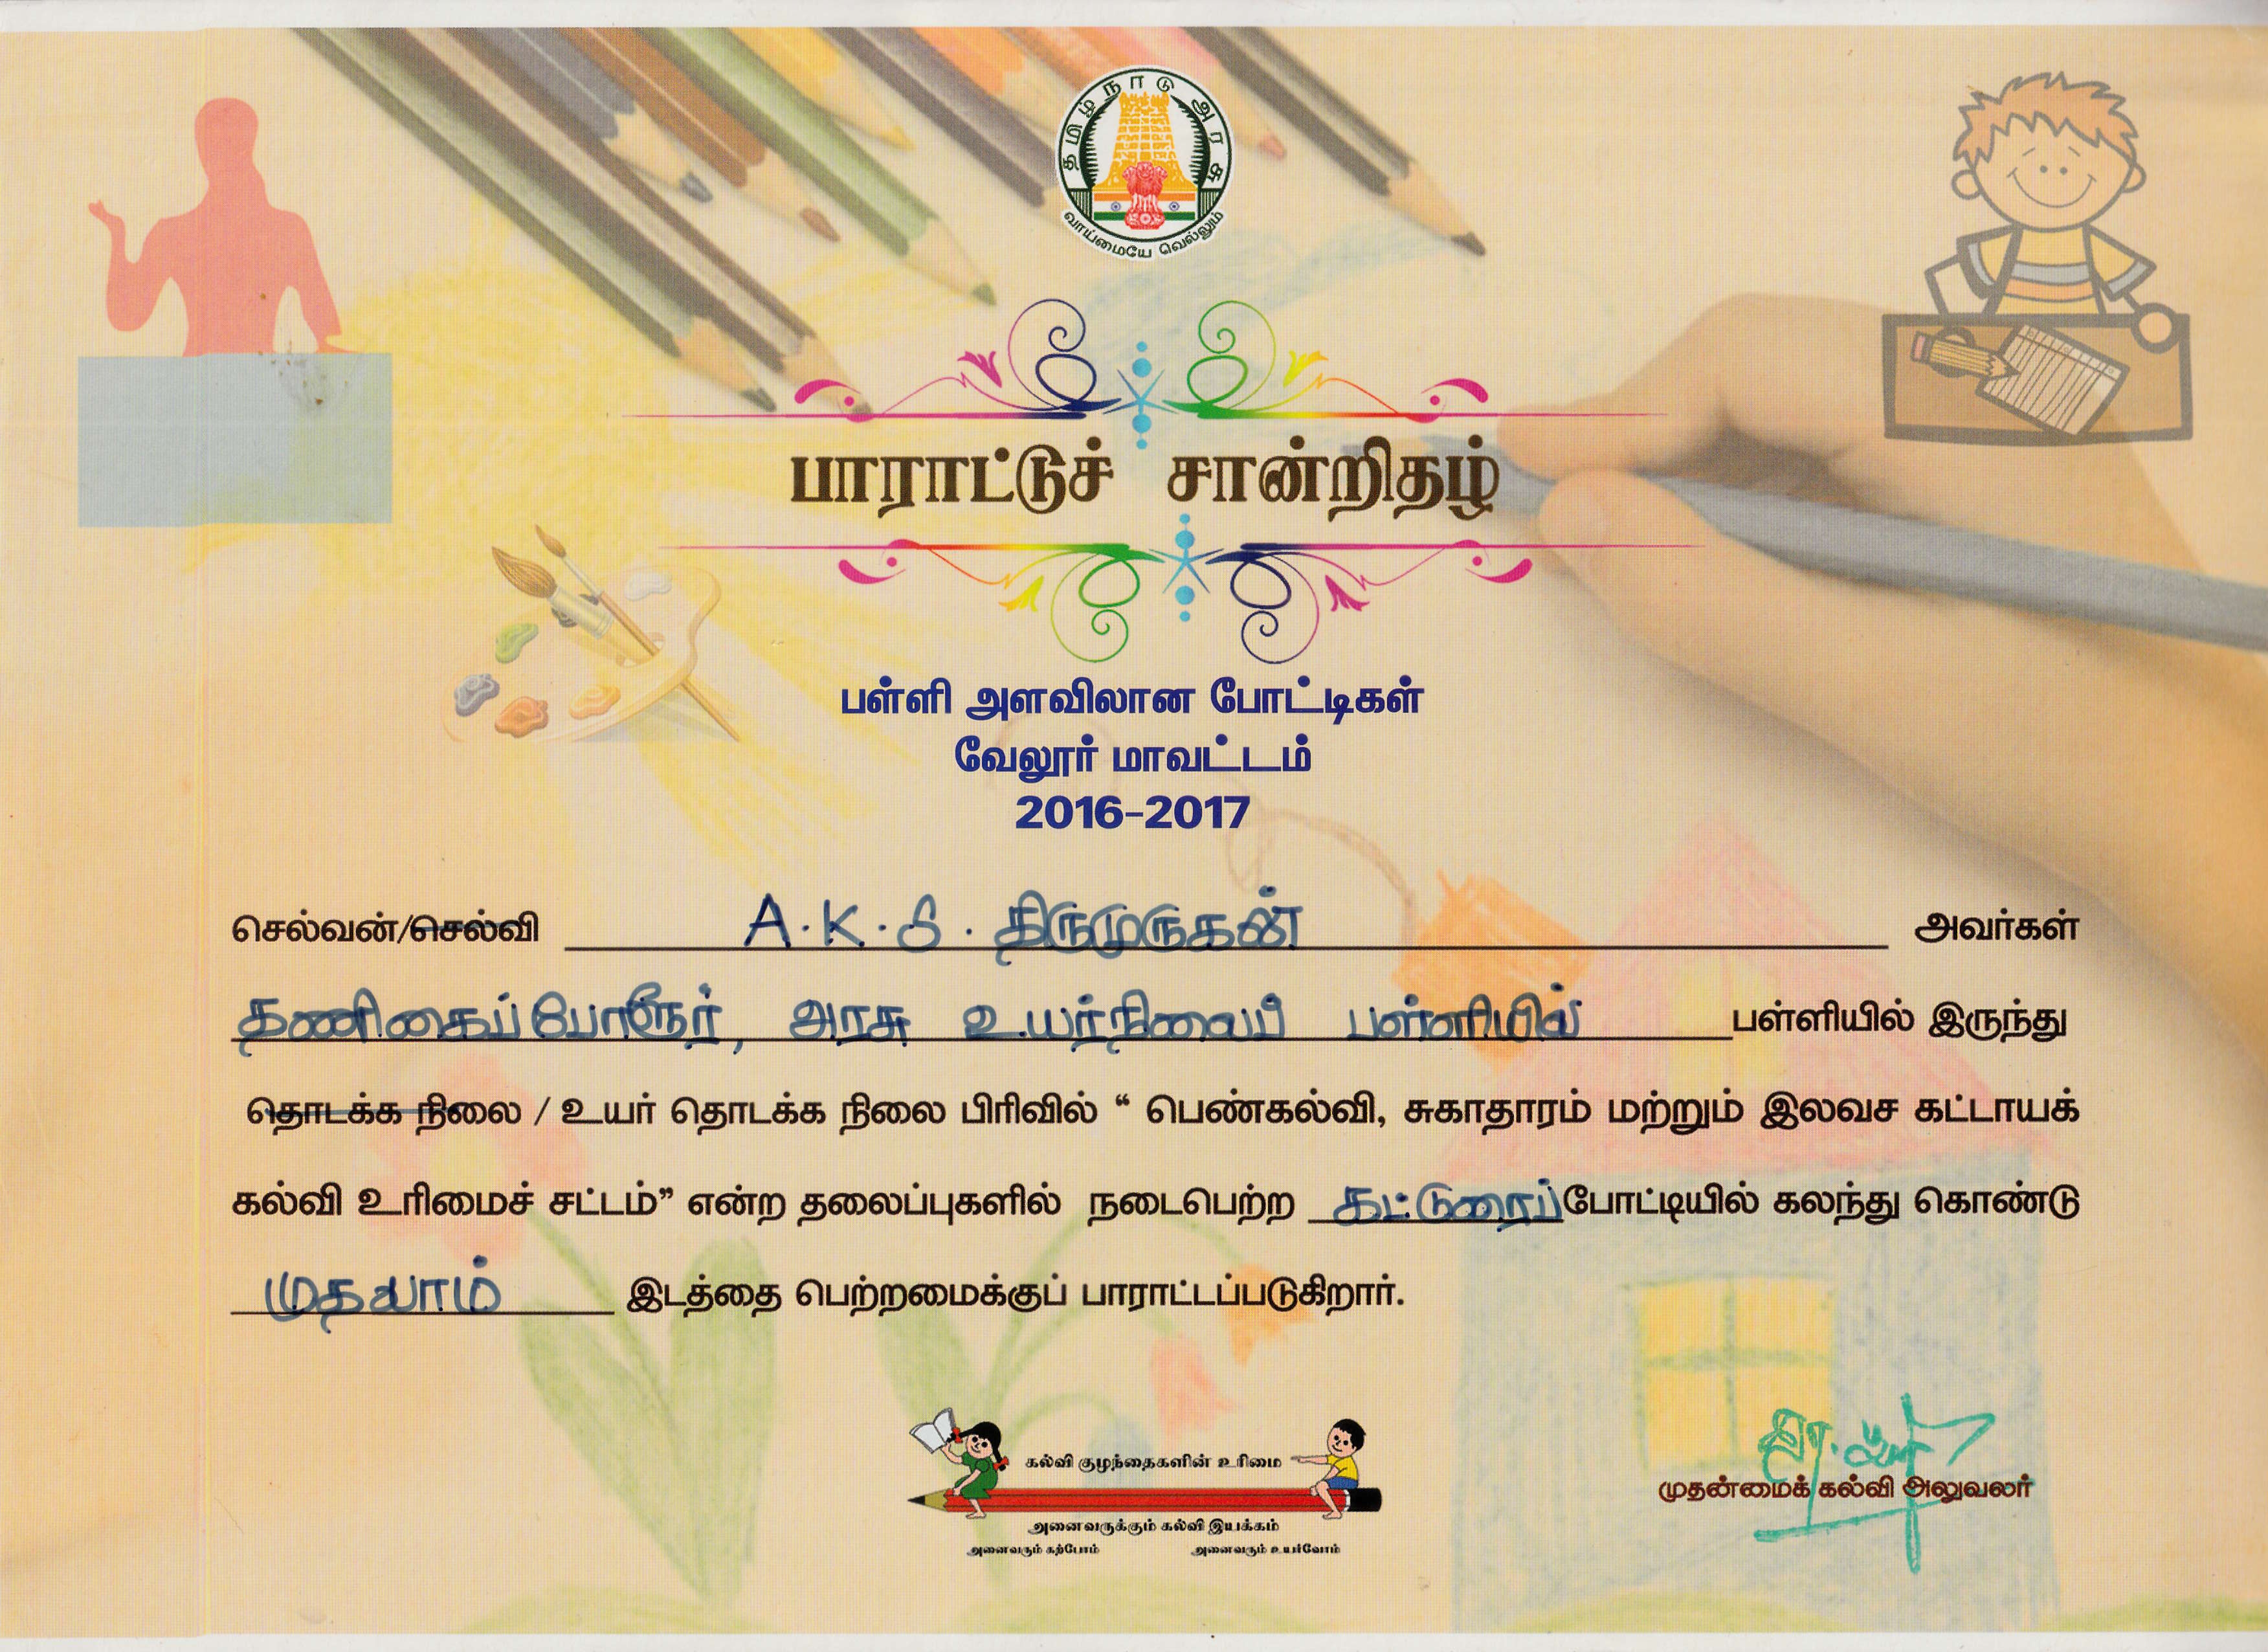 தமிழ்நாடு அரசு
வாய்மையே வெல்லும்
பாராட்டுச் சான்றிதழ்
பள்ளி அளவிலான போட்டிகள்
வேலூர் மாவட்டம்
2016-2017
செல்வன்/செல்வி A.K.S. திருமுருகன் அவர்கள்
தணிகைப்போளூர், அரசு உயர்நிலைப் பள்ளியில் பள்ளியில் இருந்து
தொடக்க நிலை / உயர் தொடக்க நிலை பிரிவில் “ பெண்கல்வி, சுகாதாரம் மற்றும் இலவச கட்டாயக்
கல்வி உரிமைச் சட்டம்” என்ற தலைப்புகளில் நடைபெற்ற கட்டுரைப் போட்டியில் கலந்து கொண்டு
முதலாம் இடத்தை பெற்றமைக்குப் பாராட்டப்படுகிறார்.
கல்வி குழந்தைகளின் உரிமை
அனைவருக்கும் கல்வி இயக்கம்
அனைவரும் கற்போம் அனைவரும் உயர்வோம்
முதன்மைக் கல்வி அலுவலர்